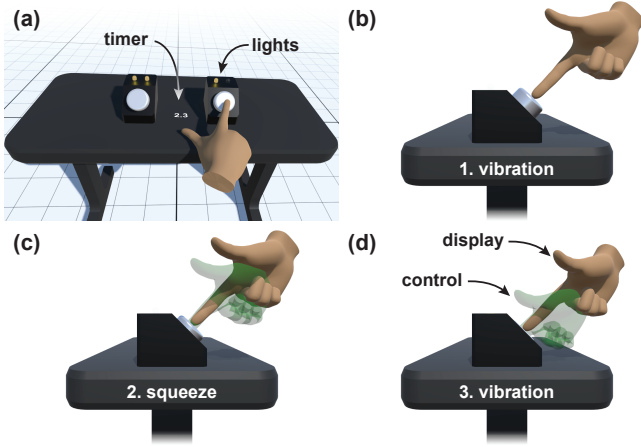 (a)
timer
lights
2.3
(b)
1. vibration
(c)
2. squeeze
(d)
display
control
3. vibration